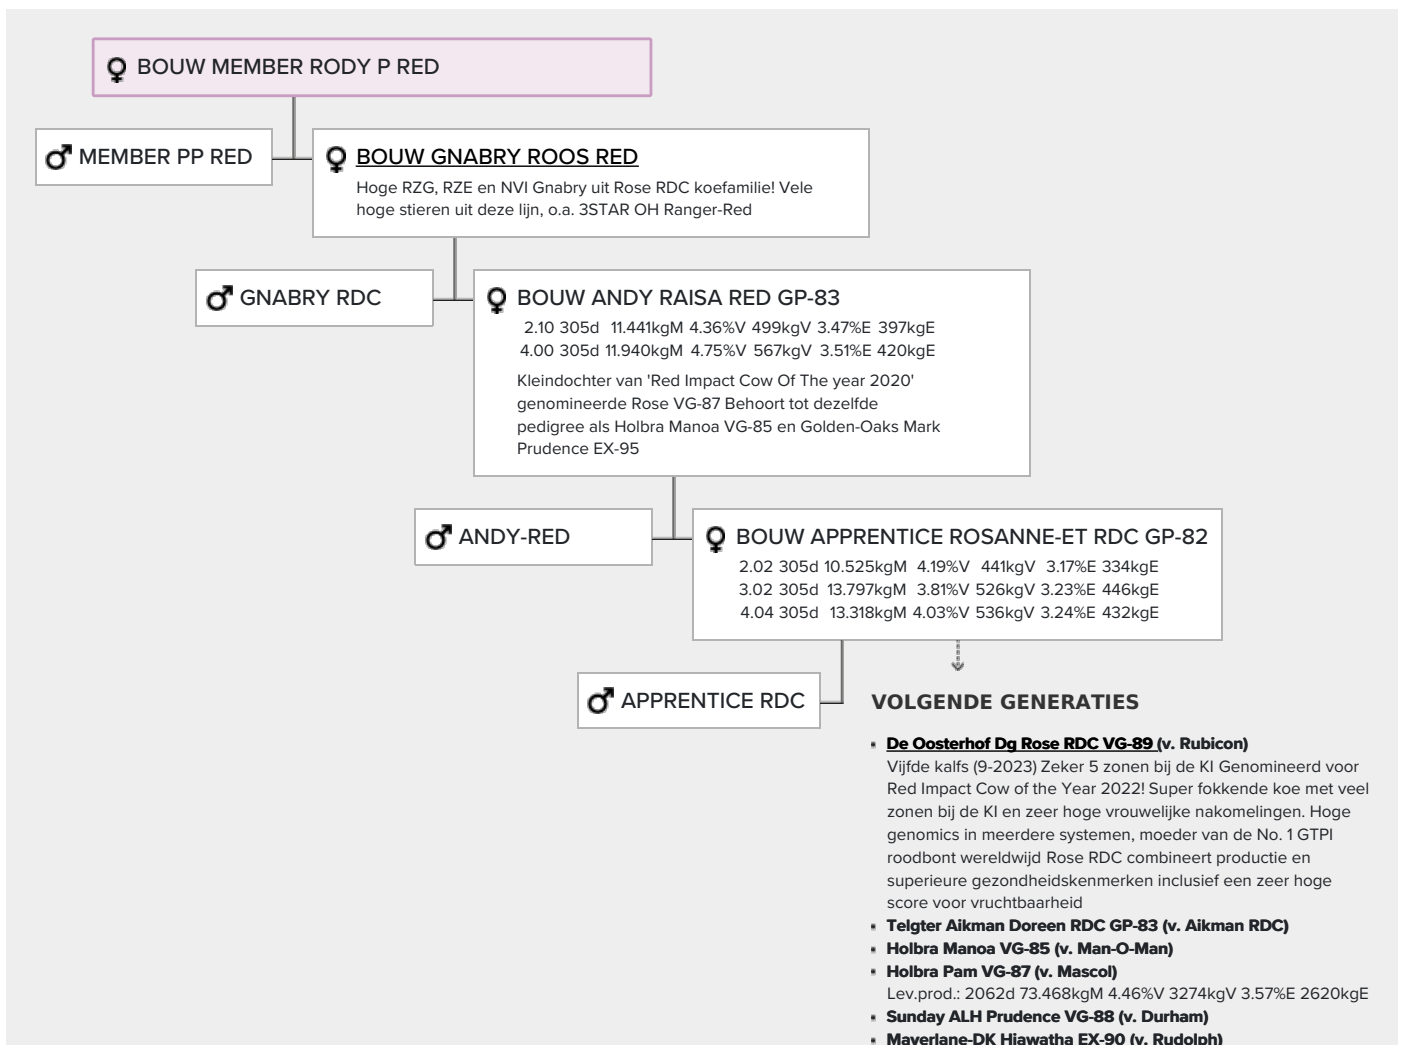 BOUW MEMBER RODY P RED
MEMBER PP RED
BOUW GNABRY ROOS RED
Hoge RZG, RZE en NVI Gnabry uit Rose RDC koefamilie! Vele
hoge stieren uit deze lijn, o.a. 3STAR OH Ranger-Red
GNABRY RDC
BOUW ANDY RAISA RED GP-83
2.10 305d 11.441kgM 4.36%V 499kgV 3.47%E 397kgE
4.00 305d 11.940kgM 4.75%V 567kgV 3.51%E 420kgE
Kleindochter van 'Red Impact Cow Of The year 2020'
genomineerde Rose VG-87 Behoort tot dezelfde
pedigree als Holbra Manoa VG-85 en Golden-Oaks Mark
Prudence EX-95
ANDY-RED
BOUW APPRENTICE ROSANNE-ET RDC GP-82
2.02 305d 10.525kgM 4.19%V 441kgV 3.17%E 334kgE
3.02 305d 13.797kgM 3.81%V 526kgV 3.23%E 446kgE
4.04 305d 13.318kgM 4.03%V 536kgV 3.24%E 432kgE
APPRENTICE RDC
VOLGENDE GENERATIES
De Oosterhof Dg Rose RDC VG-89 (v. Rubicon)
Vijfde kalfs (9-2023) Zeker 5 zonen bij de KI Genomineerd voor
Red Impact Cow of the Year 2022! Super fokkende koe met veel
zonen bij de KI en zeer hoge vrouwelijke nakomelingen. Hoge
genomics in meerdere systemen, moeder van de No. 1 GTPI
roodbont wereldwijd Rose RDC combineert productie en
superieure gezondheidskenmerken inclusief een zeer hoge
score voor vruchtbaarheid
Telgter Aikman Doreen RDC GP-83 (v. Aikman RDC)
Holbra Manoa VG-85 (v. Man-O-Man)
Holbra Pam VG-87 (v. Mascol)
Lev.prod.: 2062d 73.468kgM 4.46%V 3274kgV 3.57%E 2620kgE
Sunday ALH Prudence VG-88 (v. Durham)
Mayerlane-DK Hiawatha EX-90 (v. Rudolph)